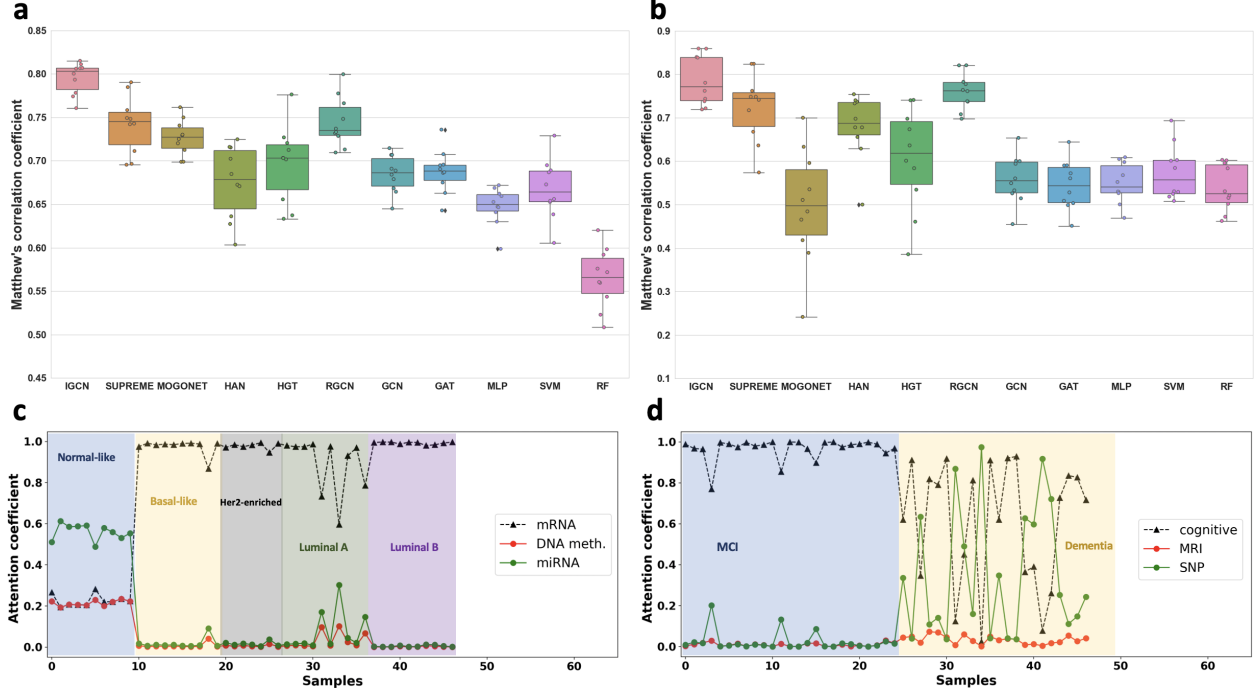 a
Matthew's correlation coefficient
0.85
0.80
0.75
0.70
0.65
0.60
0.55
0.50
0.45
IGCN SUPREME MOGONET HAN HGT RGCN GCN GAT MLP SVM RF
b
Matthew's correlation coefficient
0.9
0.8
0.7
0.6
0.5
0.4
0.3
0.2
0.1
IGCN SUPREME MOGONET HAN HGT RGCN GCN GAT MLP SVM RF
c
Attention coefficient
1.0
0.8
0.6
0.4
0.2
0.0
Normal-like
Basal-like
Her2-enriched
Luminal A
Luminal B
mRNA
DNA meth.
miRNA
0 10 20 30 40 50 60
Samples
d
Attention coefficient
1.0
0.8
0.6
0.4
0.2
0.0
MCI
Dementia
cognitive
MRI
SNP
0 10 20 30 40 50 60
Samples